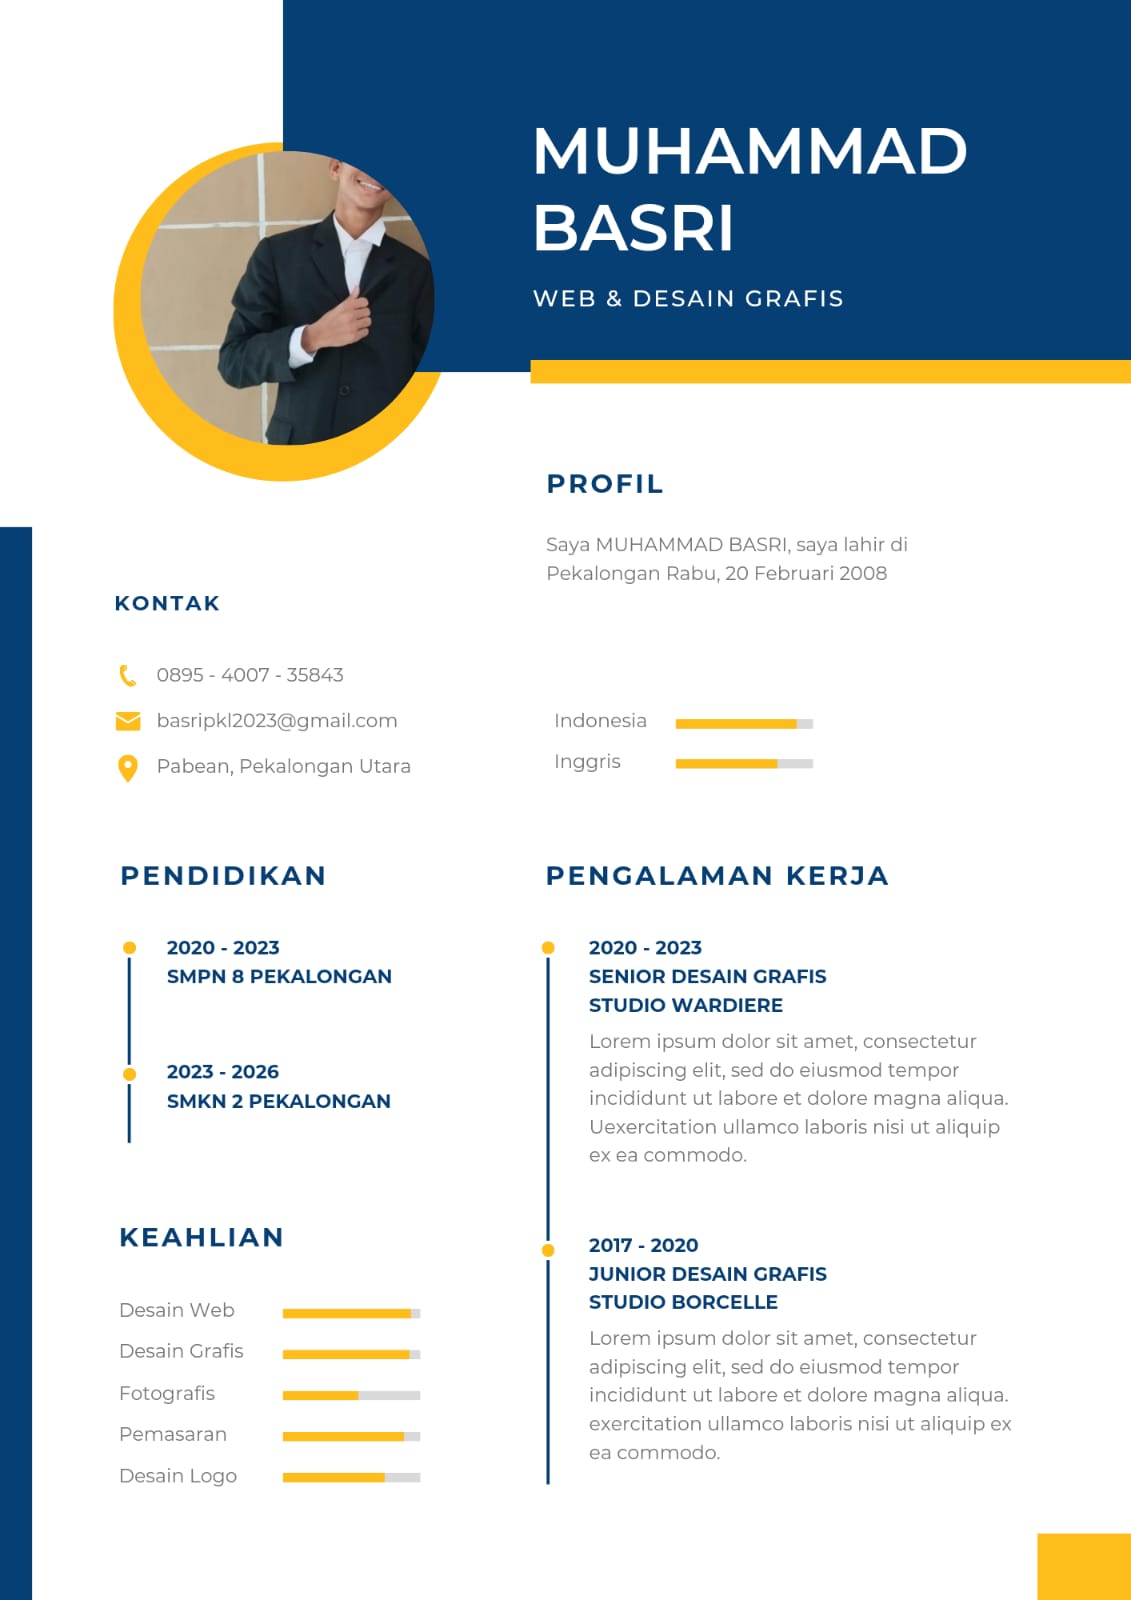 MUHAMMAD
BASRI
WEB & DESAIN GRAFIS
PROFIL
Saya MUHAMMAD BASRI, saya lahir di
Pekalongan Rabu, 20 Februari 2008
KONTAK
0895 - 4007 - 35843
basripkl2023@gmail.com
Pabean, Pekalongan Utara
Indonesia
Inggris
PENDIDIKAN
2020 - 2023
SMPN 8 PEKALONGAN
2023 - 2026
SMKN 2 PEKALONGAN
KEAHLIAN
Desain Web
Desain Grafis
Fotografis
Pemasaran
Desain Logo
PENGALAMAN KERJA
2020 - 2023
SENIOR DESAIN GRAFIS
STUDIO WARDIERE
Lorem ipsum dolor sit amet, consectetur
adipiscing elit, sed do eiusmod tempor
incididunt ut labore et dolore magna aliqua.
Uexercitation ullamco laboris nisi ut aliquip
ex ea commodo.
2017 - 2020
JUNIOR DESAIN GRAFIS
STUDIO BORCELLE
Lorem ipsum dolor sit amet, consectetur
adipiscing elit, sed do eiusmod tempor
incididunt ut labore et dolore magna aliqua.
exercitation ullamco laboris nisi ut aliquip ex
ea commodo.